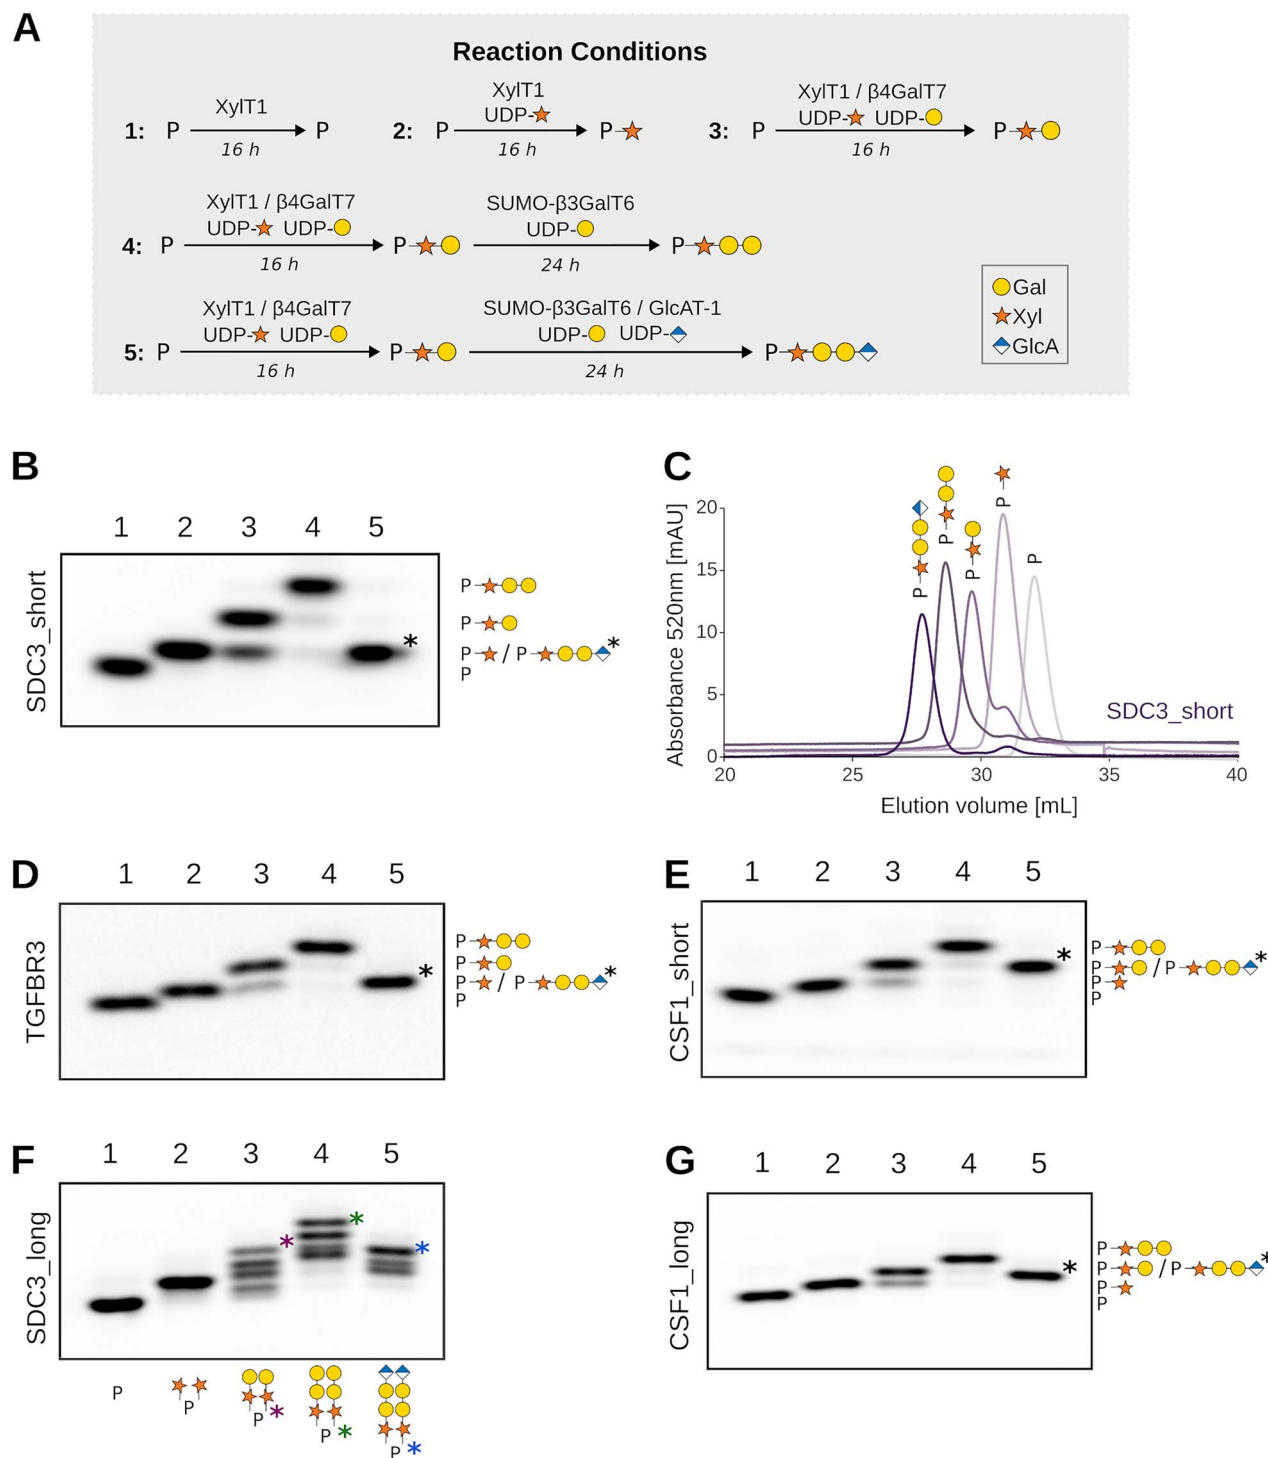 A
Reaction Conditions
1: P XylT1 16 h P
2: P XylT1 UDP- 16 h P
3: P XylT1 / β4GalT7 UDP- UDP- 16 h P
4: P XylT1 / β4GalT7 UDP- UDP- 16 h P SUMO-β3GalT6 UDP- 24 h P
5: P XylT1 / β4GalT7 UDP- UDP- 16 h P SUMO-β3GalT6 / GlcAT-1 UDP- UDP- 24 h P
Gal
Xyl
GlcA
B
1 2 3 4 5
SDC3_short
*
P
P
P / P *
P
C
Absorbance 520nm [mAU]
20
15
10
5
0
P P P P P
SDC3_short
20 25 30 35 40
Elution volume [mL]
D
1 2 3 4 5
TGFBR3
*
P
P
P / P *
P
E
1 2 3 4 5
CSF1_short
*
P
P / P *
P
P
F
1 2 3 4 5
SDC3_long
* * *
P P P * P * P *
G
1 2 3 4 5
CSF1_long
*
P
P / P *
P
P